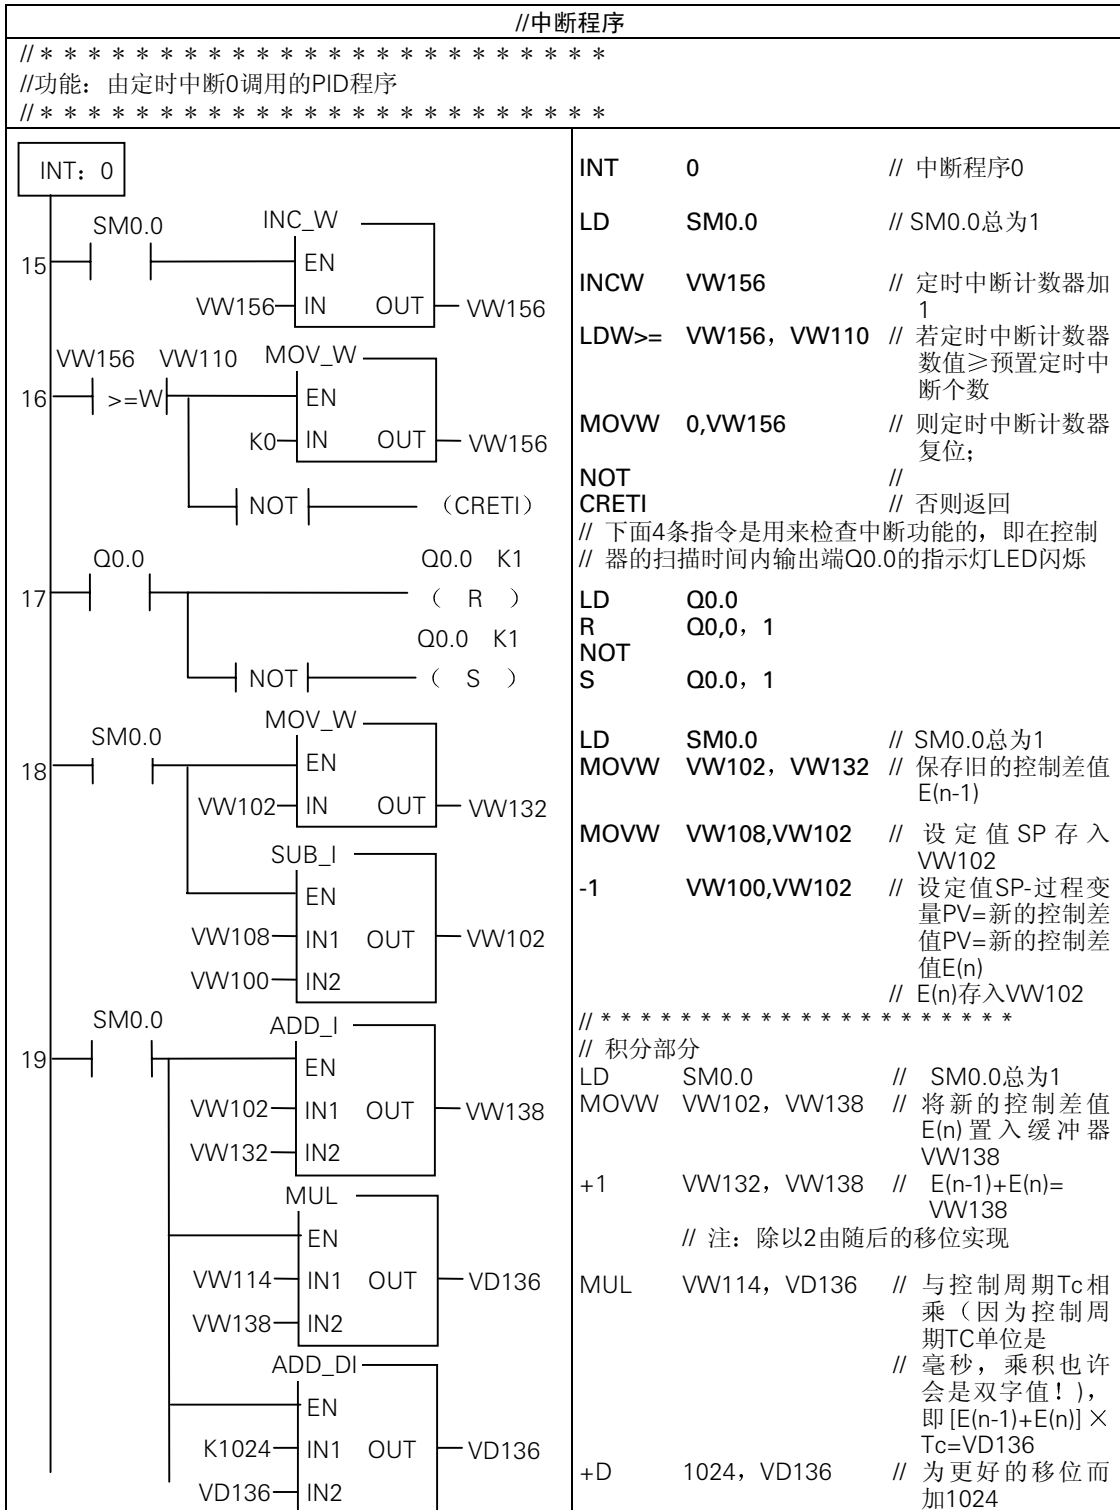 //中断程序
//＊＊＊＊＊＊＊＊＊＊＊＊＊＊＊＊＊＊＊＊＊＊＊＊
//功能：由定时中断0调用的PID程序
//＊＊＊＊＊＊＊＊＊＊＊＊＊＊＊＊＊＊＊＊＊＊＊＊
INT：0
SM0.0
INC_W
15
EN
VW156 IN OUT VW156
VW156 VW110 MOV_W
16 >=W EN
K0 IN OUT VW156
NOT （CRETI）
Q0.0 Q0.0 K1
17 （ R ）
Q0.0 K1
NOT （ S ）
MOV_W
SM0.0
18 EN
VW102 IN OUT VW132
SUB_I
EN
VW108 IN1 OUT VW102
VW100 IN2
SM0.0
ADD_I
19 EN
VW102 IN1 OUT VW138
VW132 IN2
MUL
EN
VW114 IN1 OUT VD136
VW138 IN2
ADD_DI
EN
K1024 IN1 OUT VD136
VD136 IN2
INT 0 // 中断程序0
LD SM0.0 // SM0.0总为1
INCW VW156 // 定时中断计数器加
1
LDW>= VW156，VW110 // 若定时中断计数器
数值≥预置定时中
断个数
MOVW 0,VW156 // 则定时中断计数器
复位；
NOT //
CRETI // 否则返回
// 下面4条指令是用来检查中断功能的，即在控制
// 器的扫描时间内输出端Q0.0的指示灯LED闪烁
LD Q0.0
R Q0,0，1
NOT
S Q0.0，1
LD SM0.0 // SM0.0总为1
MOVW VW102，VW132 // 保存旧的控制差值
E(n-1)
MOVW VW108,VW102 // 设定值SP存入
VW102
-1 VW100,VW102 // 设定值SP-过程变
量PV=新的控制差
值PV=新的控制差
值E(n)
// E(n)存入VW102
//＊＊＊＊＊＊＊＊＊＊＊＊＊＊＊＊＊＊＊＊＊
// 积分部分
LD SM0.0 // SM0.0总为1
MOVW VW102，VW138 // 将新的控制差值
E(n)置入缓冲器
VW138
+1 VW132，VW138 // E(n-1)+E(n)=
VW138
// 注：除以2由随后的移位实现
MUL VW114，VD136 // 与控制周期Tc相
乘（因为控制周
期TC单位是
// 毫秒，乘积也许
会是双字值！），
即[E(n-1)+E(n)]×
Tc=VD136
+D 1024，VD136 // 为更好的移位而
加1024